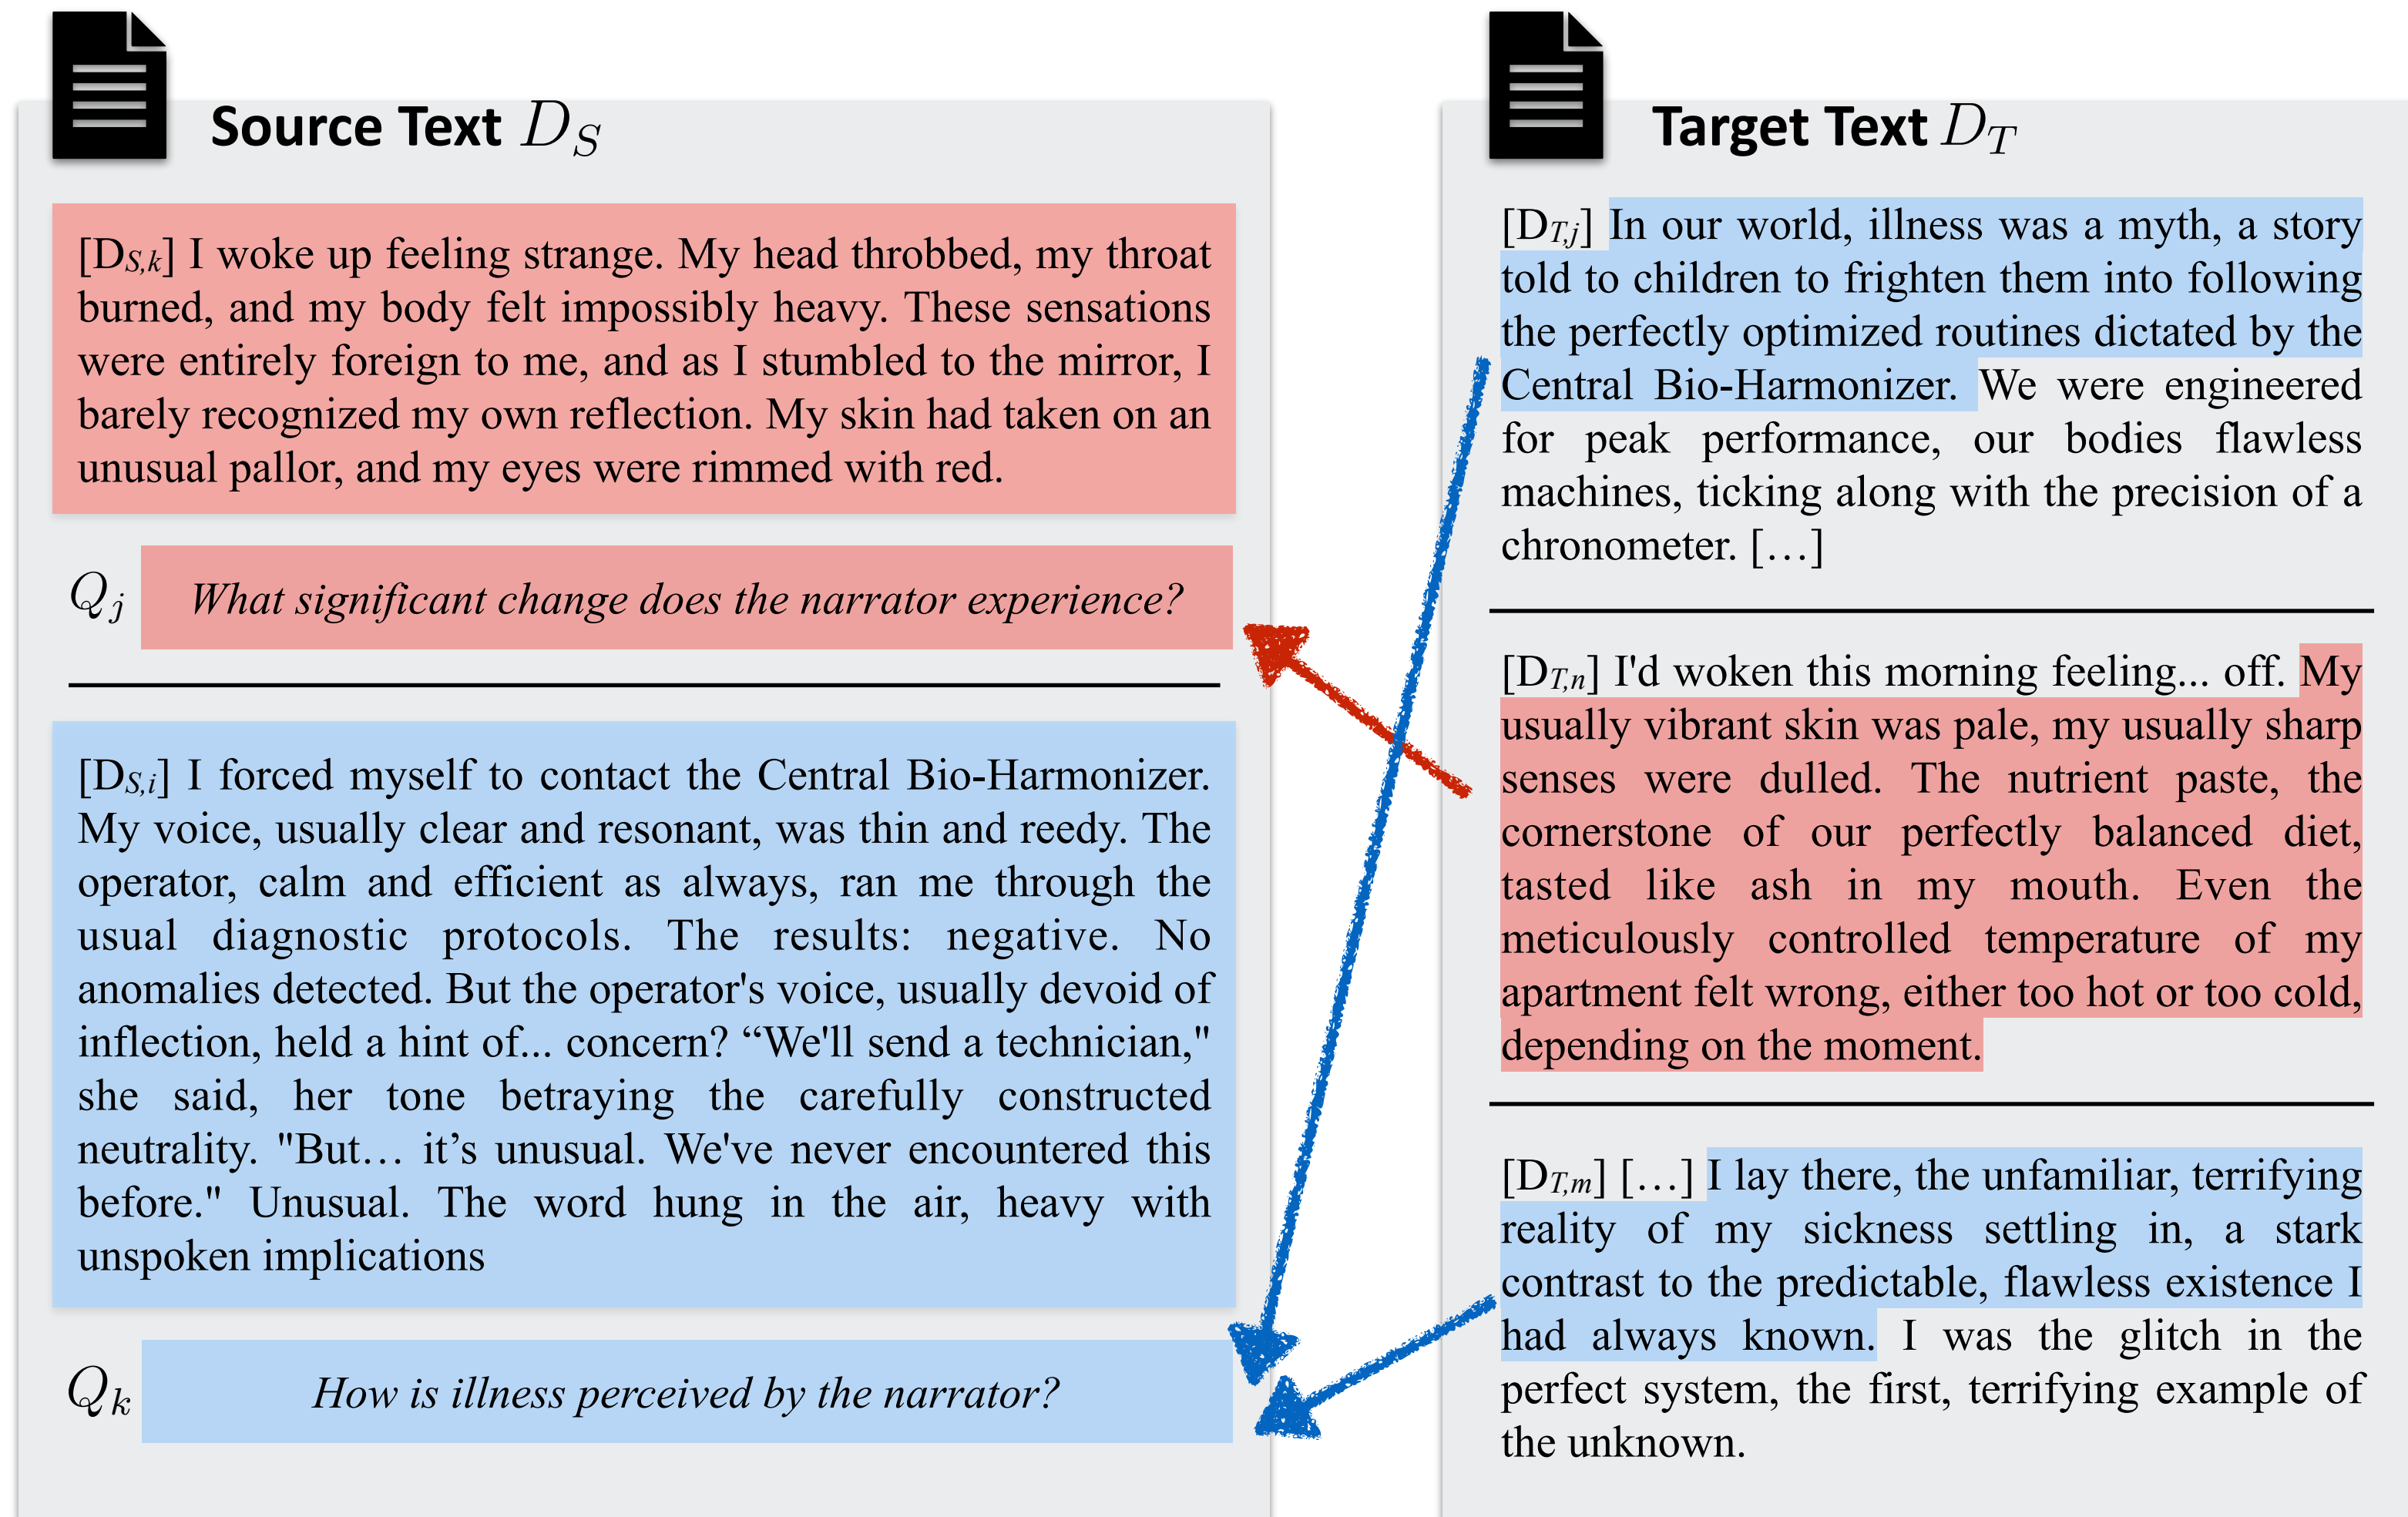 Source Text D_S
[D_{S,k}] I woke up feeling strange. My head throbbed, my throat
burned, and my body felt impossibly heavy. These sensations
were entirely foreign to me, and as I stumbled to the mirror, I
barely recognized my own reflection. My skin had taken on an
unusual pallor, and my eyes were rimmed with red.
Q_j What significant change does the narrator experience?
[D_{S,i}] I forced myself to contact the Central Bio-Harmonizer.
My voice, usually clear and resonant, was thin and reedy. The
operator, calm and efficient as always, ran me through the
usual diagnostic protocols. The results: negative. No
anomalies detected. But the operator's voice, usually devoid of
inflection, held a hint of... concern? “We'll send a technician,"
she said, her tone betraying the carefully constructed
neutrality. "But… it’s unusual. We've never encountered this
before." Unusual. The word hung in the air, heavy with
unspoken implications
Q_k How is illness perceived by the narrator?
Target Text D_T
[D_{T,j}] In our world, illness was a myth, a story
told to children to frighten them into following
the perfectly optimized routines dictated by the
Central Bio-Harmonizer. We were engineered
for peak performance, our bodies flawless
machines, ticking along with the precision of a
chronometer. […]
[D_{T,n}] I'd woken this morning feeling... off. My
usually vibrant skin was pale, my usually sharp
senses were dulled. The nutrient paste, the
cornerstone of our perfectly balanced diet,
tasted like ash in my mouth. Even the
meticulously controlled temperature of my
apartment felt wrong, either too hot or too cold,
depending on the moment.
[D_{T,m}] […] I lay there, the unfamiliar, terrifying
reality of my sickness settling in, a stark
contrast to the predictable, flawless existence I
had always known. I was the glitch in the
perfect system, the first, terrifying example of
the unknown.